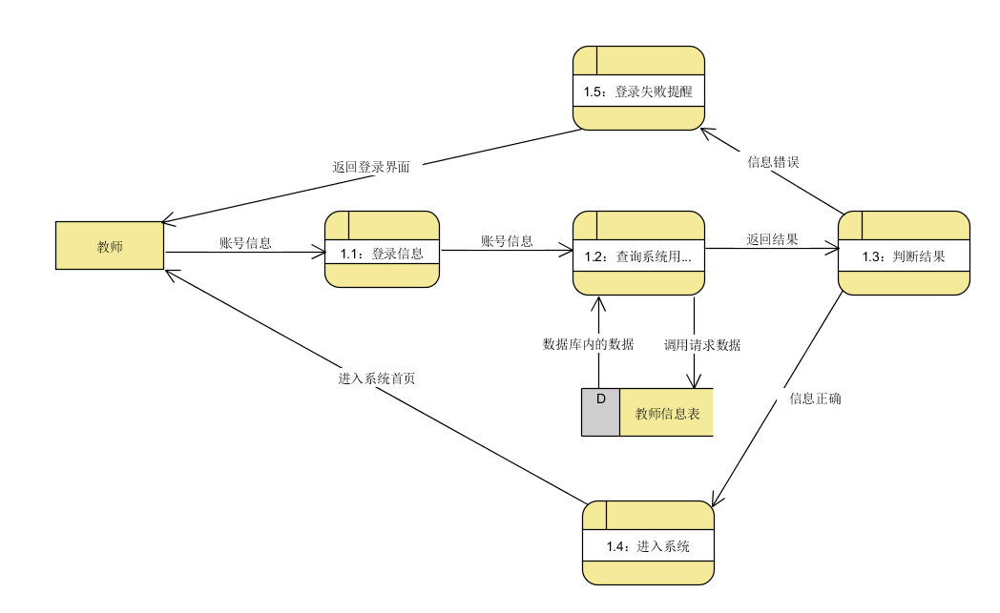 1.5：登录失败提醒
返回登录界面
信息错误
教师
账号信息
1.1：登录信息
账号信息
1.2：查询系统用...
返回结果
1.3：判断结果
数据库内的数据
调用请求数据
进入系统首页
D
教师信息表
信息正确
1.4：进入系统